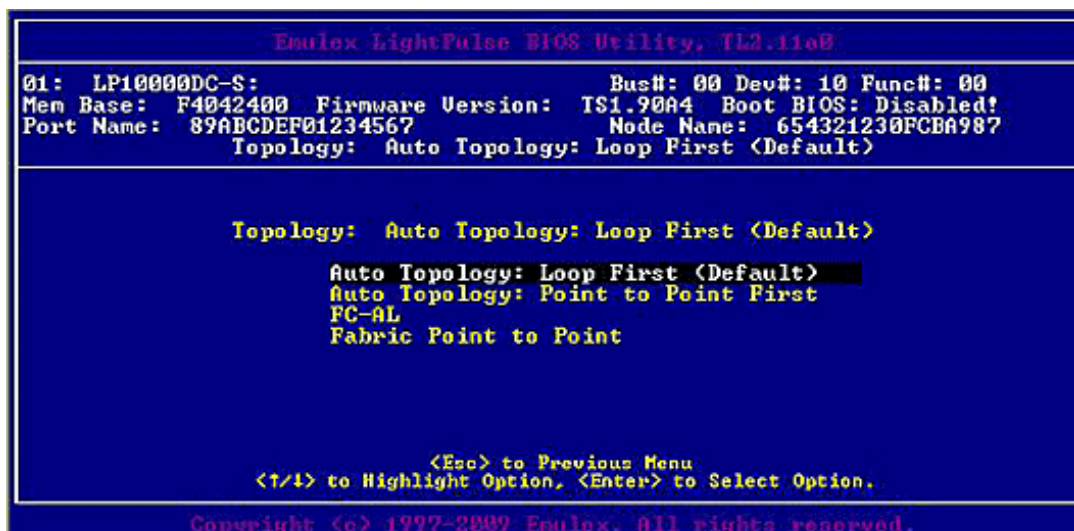 Emulex LightPulse BIOS Utility, TL2.11a0
01: LP10000DC-S: Bus#: 00 Dev#: 10 Func#: 00
Mem Base: F4042400 Firmware Version: TS1.90A4 Boot BIOS: Disabled!
Port Name: 89ABCDEF01234567 Node Name: 654321230FCBA987
Topology: Auto Topology: Loop First (Default)
Topology: Auto Topology: Loop First (Default)
Auto Topology: Loop First (Default)
Auto Topology: Point to Point First
FC-AL
Fabric Point to Point
<Esc> to Previous Menu
<↑/↓> to Highlight Option, <Enter> to Select Option.
Copyright (c) 1997-2009 Emulex. All rights reserved.